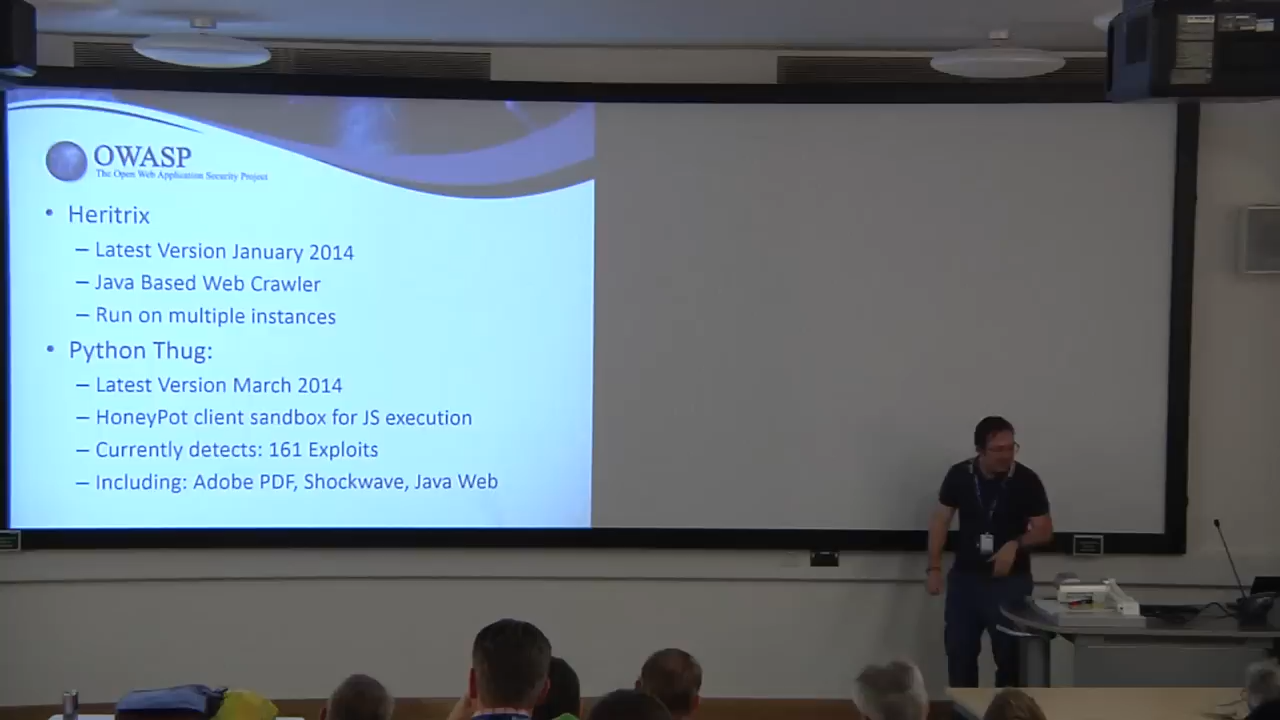 OWASP
The Open Web Application Security Project
• Heritrix
– Latest Version January 2014
– Java Based Web Crawler
– Run on multiple instances
• Python Thug:
– Latest Version March 2014
– HoneyPot client sandbox for JS execution
– Currently detects: 161 Exploits
– Including: Adobe PDF, Shockwave, Java Web